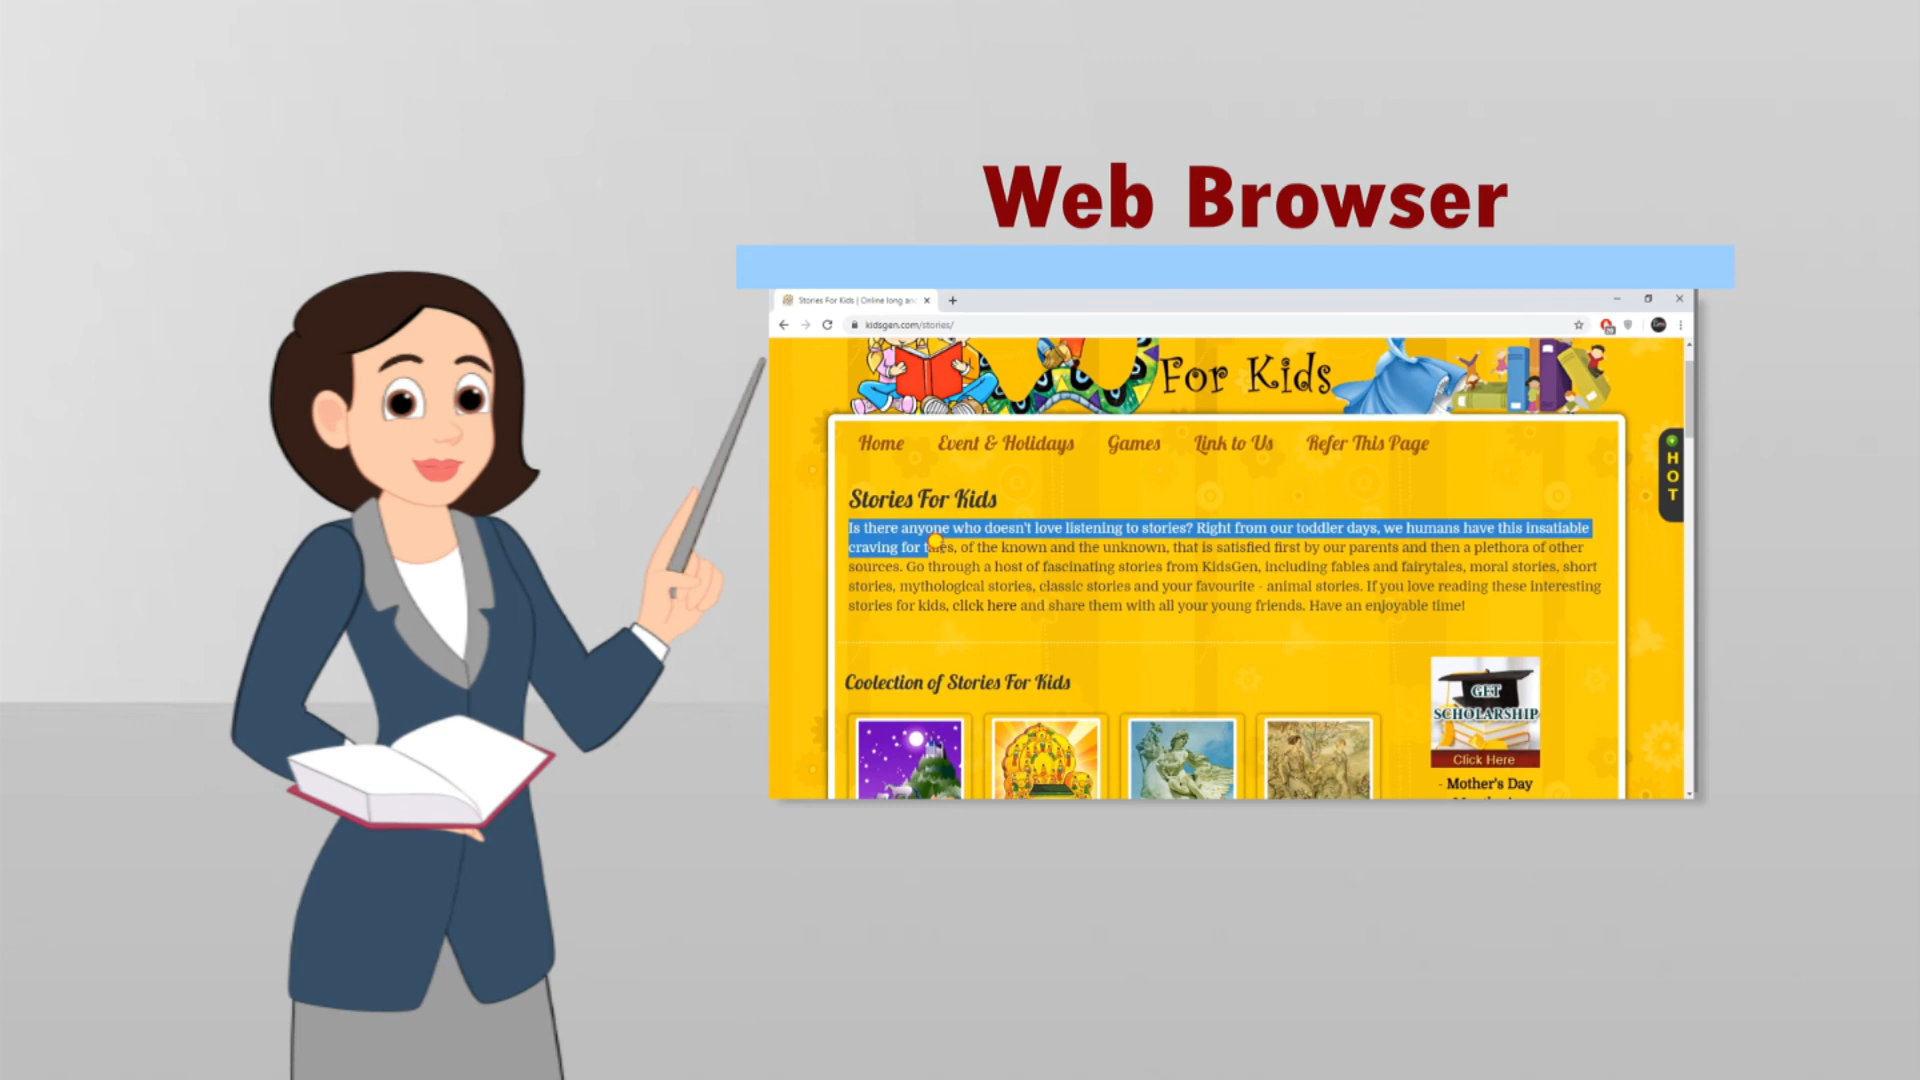 Web Browser
Stories For Kids | Online long an
kidsgen.com/stories/
For Kids
Home Event & Holidays Games Link to Us Refer This Page
HOT
Stories For Kids
Is there anyone who doesn't love listening to stories? Right from our toddler days, we humans have this insatiable
craving for tales, of the known and the unknown, that is satisfied first by our parents and then a plethora of other
sources. Go through a host of fascinating stories from KidsGen, including fables and fairytales, moral stories, short
stories, mythological stories, classic stories and your favourite - animal stories. If you love reading these interesting
stories for kids, click here and share them with all your young friends. Have an enjoyable time!
Coolection of Stories For Kids
GET
SCHOLARSHIP
Click Here
- Mother's Day